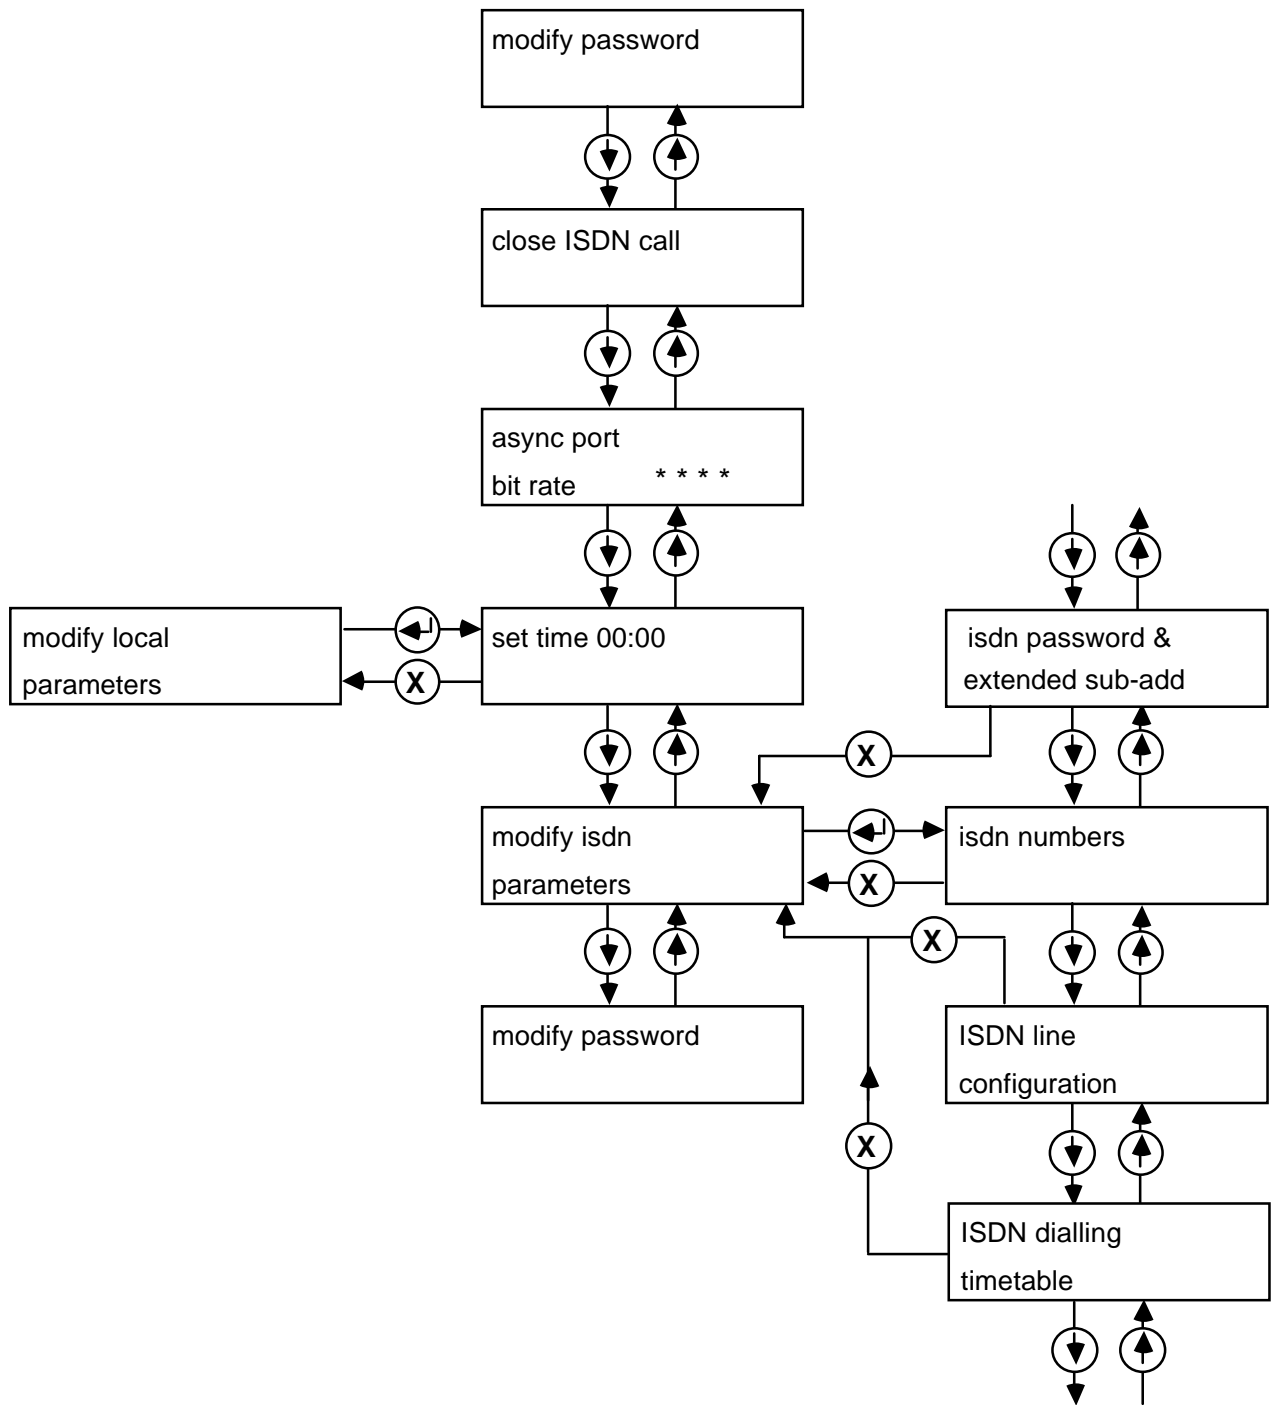 modify password
close ISDN call
async port
bit rate * * * *
modify local
parameters
X
set time 00:00
isdn password &
extended sub-add
X
modify isdn
parameters
X
isdn numbers
X
modify password
ISDN line
configuration
X
ISDN dialling
timetable